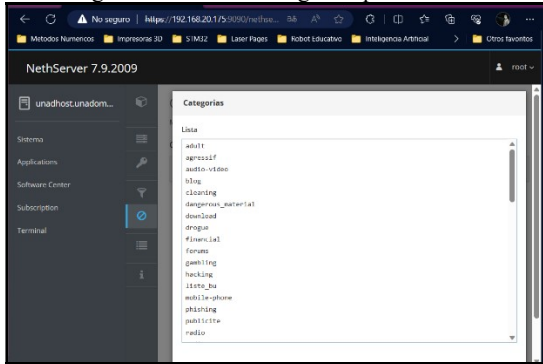 No seguro | https://192.168.20.175:9090/nethse...
Metodos Numericos Impresoras 3D STM32 Laser Pages Robot Educativo Inteligencia Artificial Otros favoritos
NethServer 7.9.2009 root
unadhost.unadom...
Sistema
Applications
Software Center
Subscription
Terminal
Categorias
Lista
adult
agressif
audio-video
blog
cleaning
dangerous_material
download
drogue
financial
forums
gambling
hacking
liste_bu
mobile-phone
phishing
publicite
radio